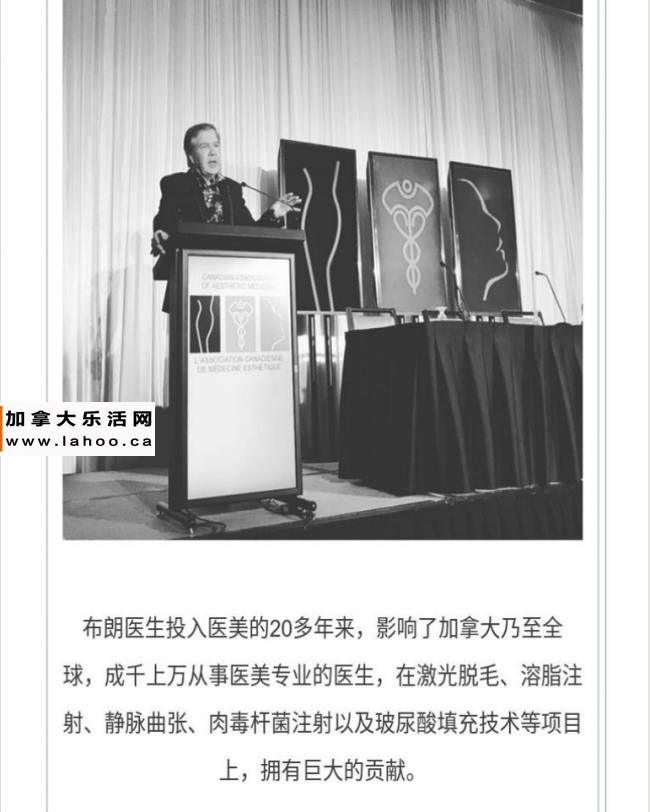 CANADIAN ASSOCIATION
OF AESTHETIC MEDICINE
L'ASSOCIATION CANADIENNE
DE MÉDECINE ESTHÉTIQUE
加拿大乐活网
www.lahoo.ca
布朗医生投入医美的20多年来，影响了加拿大乃至全
球，成千上万从事医美专业的医生，在激光脱毛、溶脂注
射、静脉曲张、肉毒杆菌注射以及玻尿酸填充技术等项目
上，拥有巨大的贡献。